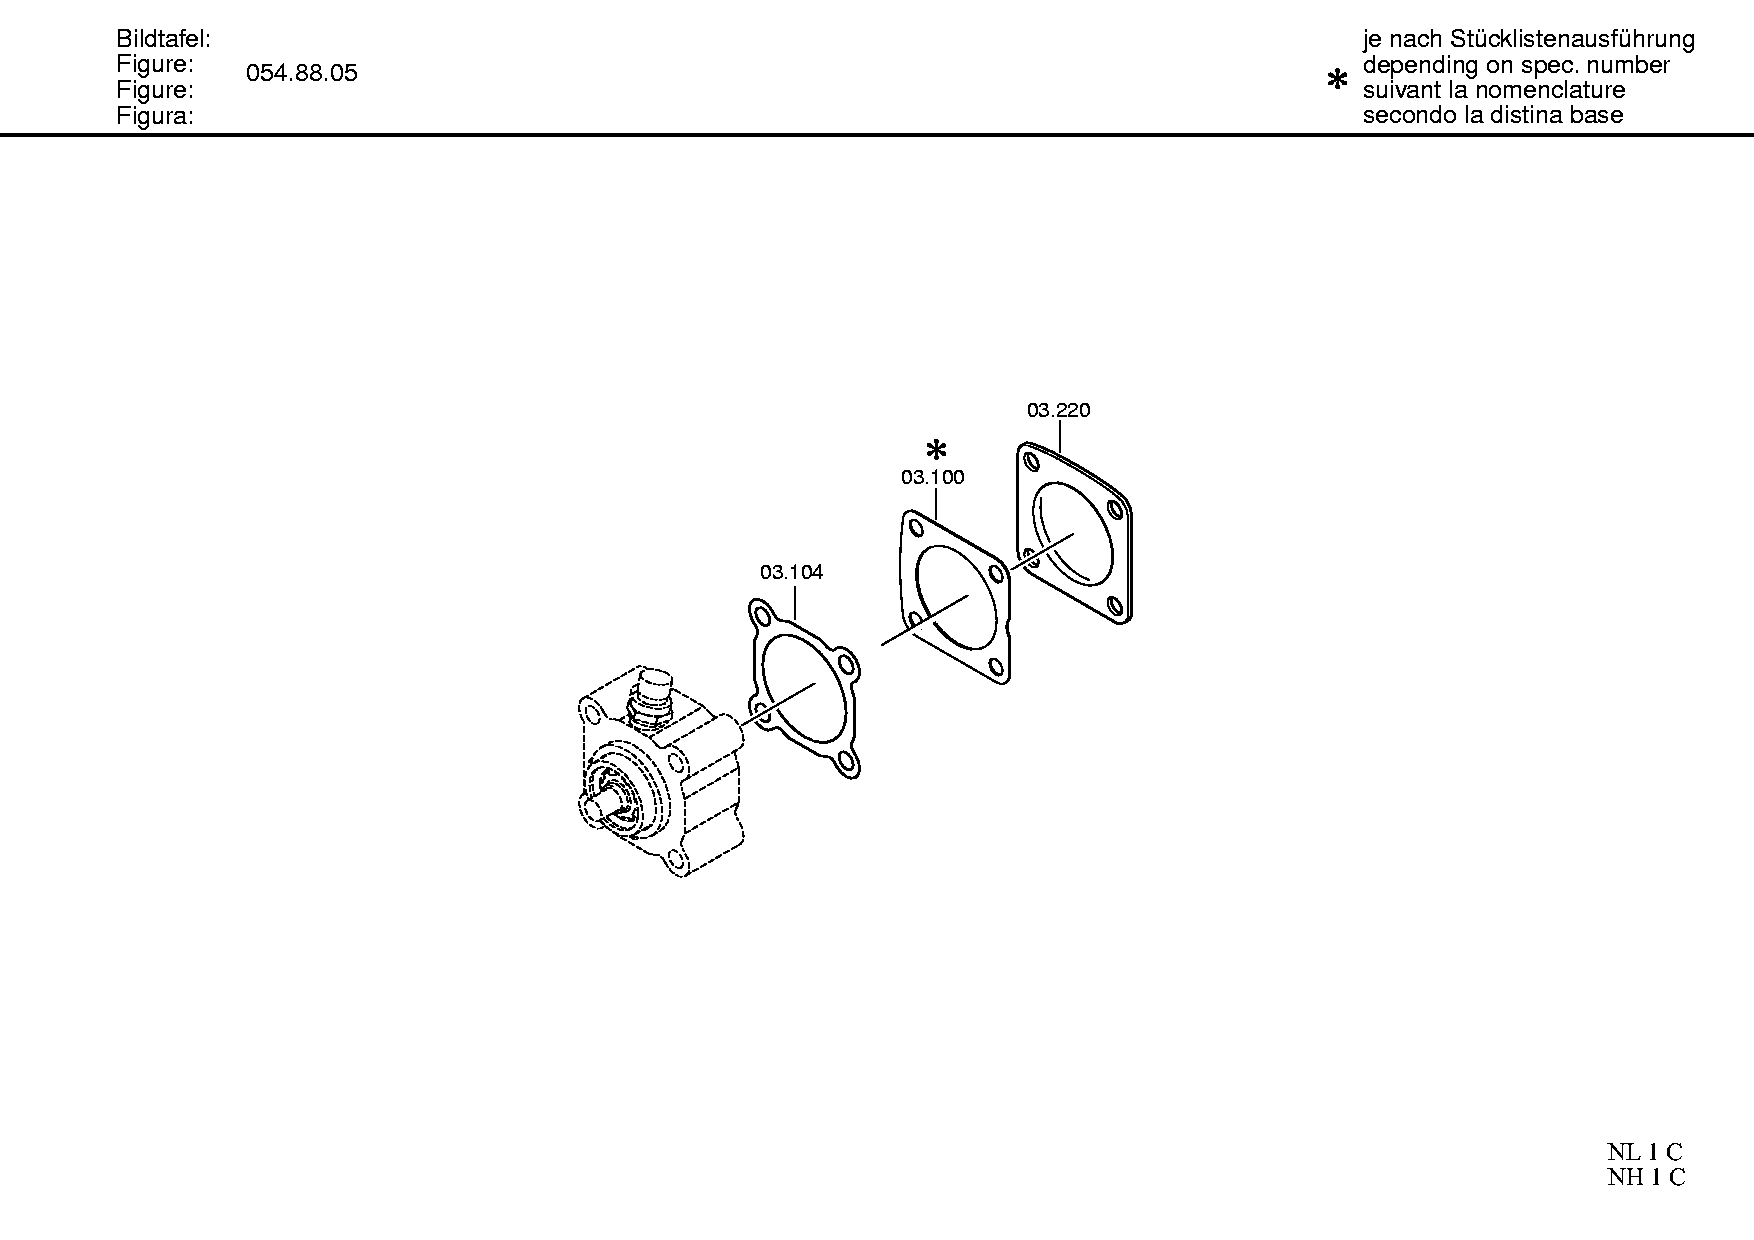 Bildtafel:
Figure:
Figure:
Figura:
054.88.05
*
je nach Stücklistenausführung
depending on spec. number
suivant la nomenclature
secondo la distina base
03.220
*
03.100
03.104
NL 1 C
NH 1 C